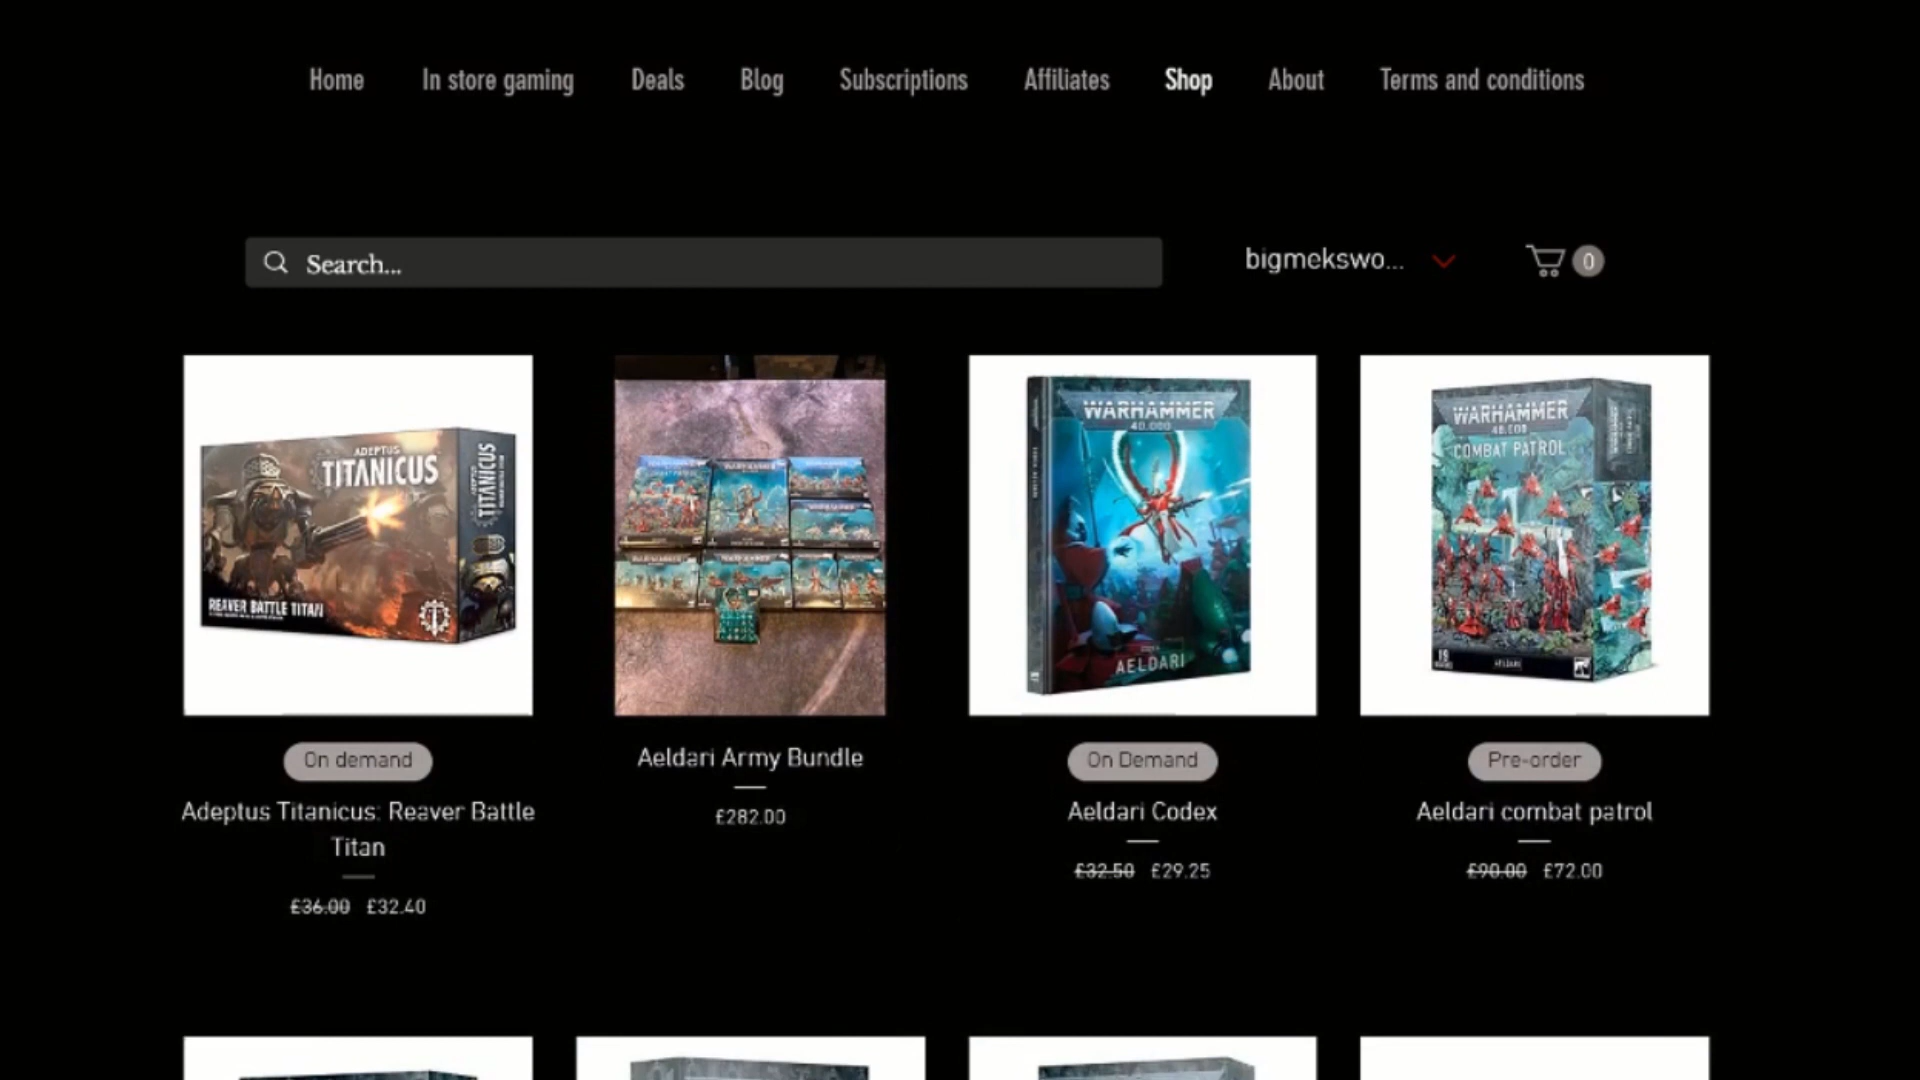 Home In store gaming Deals Blog Subscriptions Affiliates Shop About Terms and conditions
Search...
bigmekswo...
0
ADEPTUS
TITANICUS
ADEPTUS
TITANICUS
REAVER BATTLE TITAN
WARHAMMER
40,000
AELDARI
WARHAMMER
40,000
COMBAT PATROL
19
AELDARI
On demand
Adeptus Titanicus: Reaver Battle
Titan
£36.00 £32.40
Aeldari Army Bundle
£282.00
On Demand
Aeldari Codex
£32.50 £29.25
Pre-order
Aeldari combat patrol
£90.00 £72.00